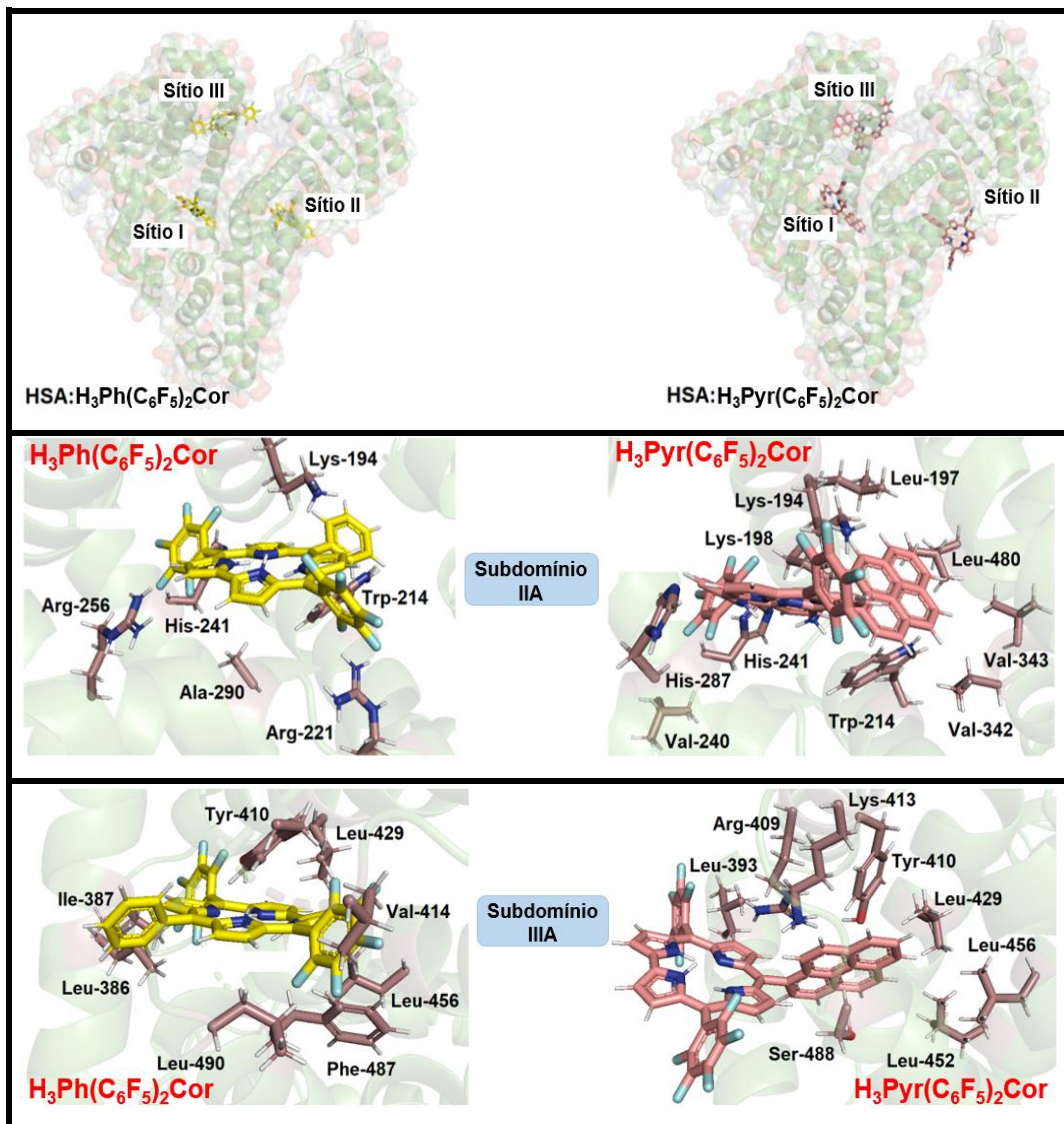 Sítio III
Sítio II
Sítio I
HSA:H₃Ph(C₆F₅)₂Cor
Sítio III
Sítio II
Sítio I
HSA:H₃Pyr(C₆F₅)₂Cor
H₃Ph(C₆F₅)₂Cor
Lys-194
Arg-256
His-241
Trp-214
Ala-290
Arg-221
Subdomínio
IIA
H₃Pyr(C₆F₅)₂Cor
Leu-197
Lys-194
Lys-198
Leu-480
His-241
Val-343
His-287
Trp-214
Val-342
Val-240
Tyr-410
Leu-429
Ile-387
Val-414
Leu-386
Leu-456
Leu-490
Phe-487
H₃Ph(C₆F₅)₂Cor
Subdomínio
IIIA
Lys-413
Arg-409
Leu-393
Tyr-410
Leu-429
Leu-456
Ser-488
Leu-452
H₃Pyr(C₆F₅)₂Cor